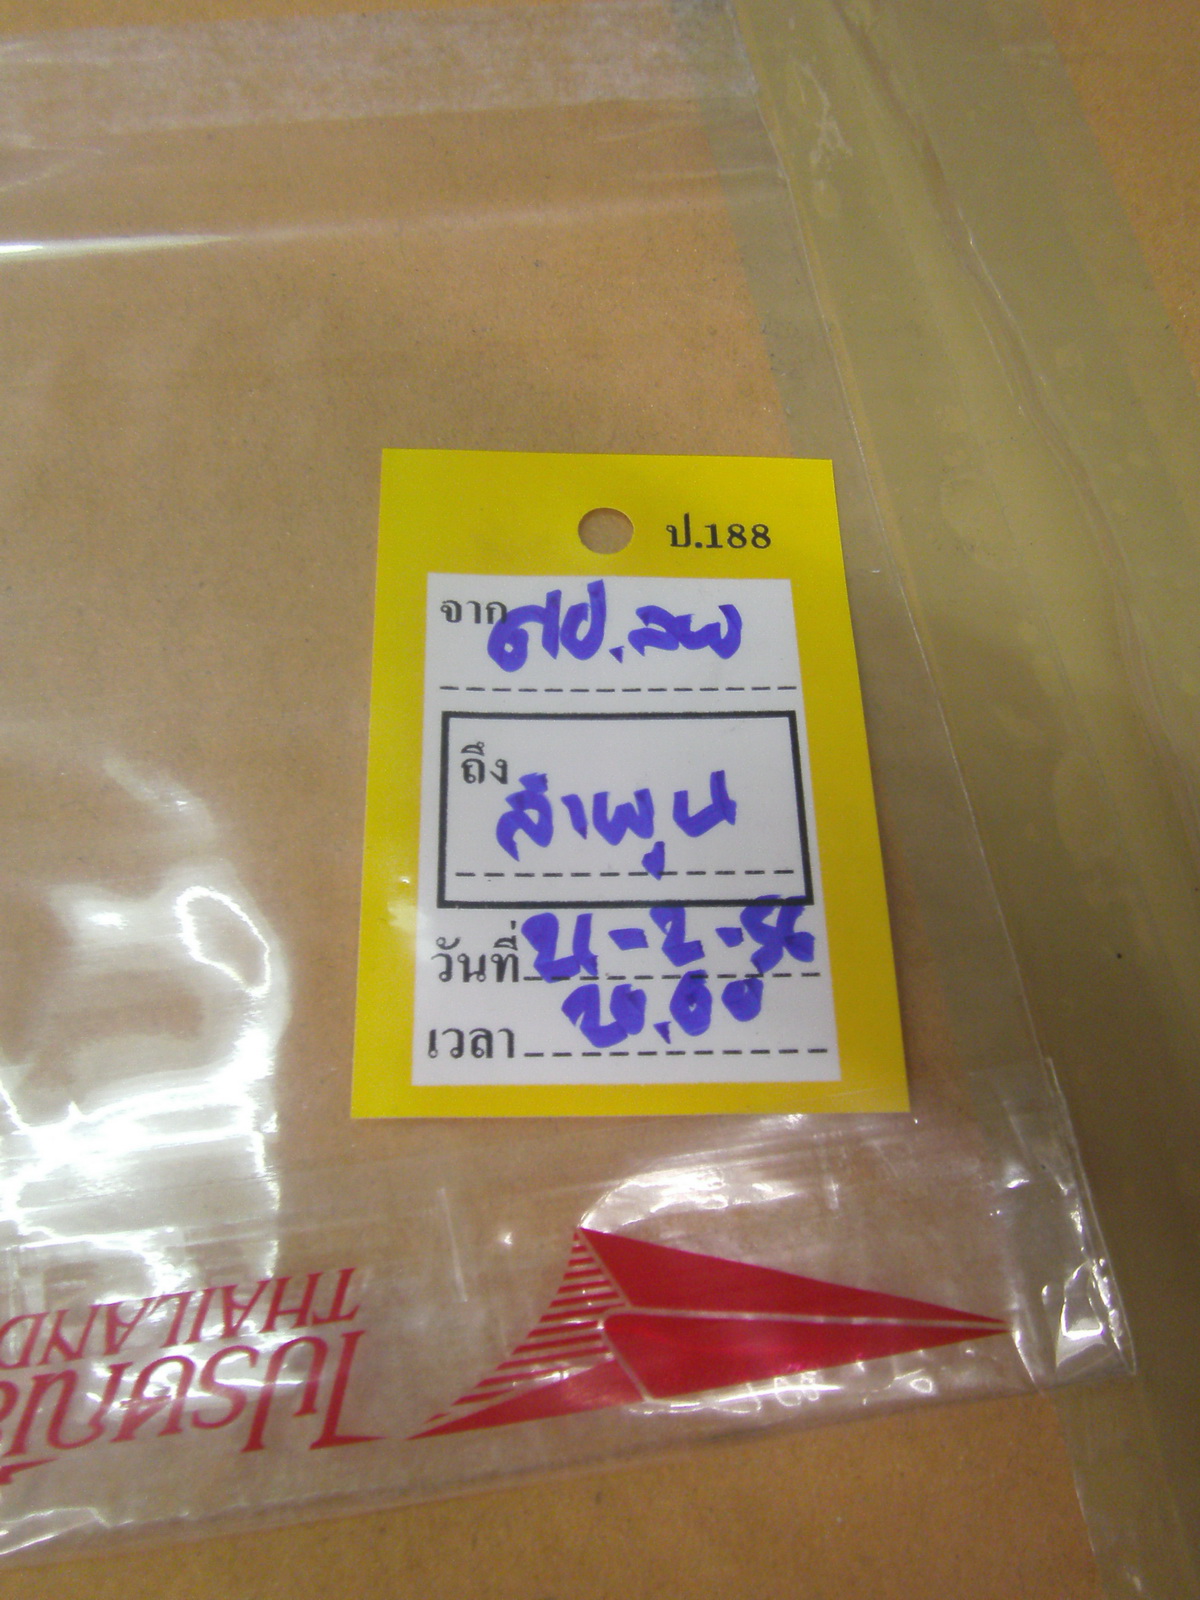 ป.188
จาก ศป.ลพ
ถึง
ลำพูน
วันที่
เวลา
THAILAND
ไปรษณีย์